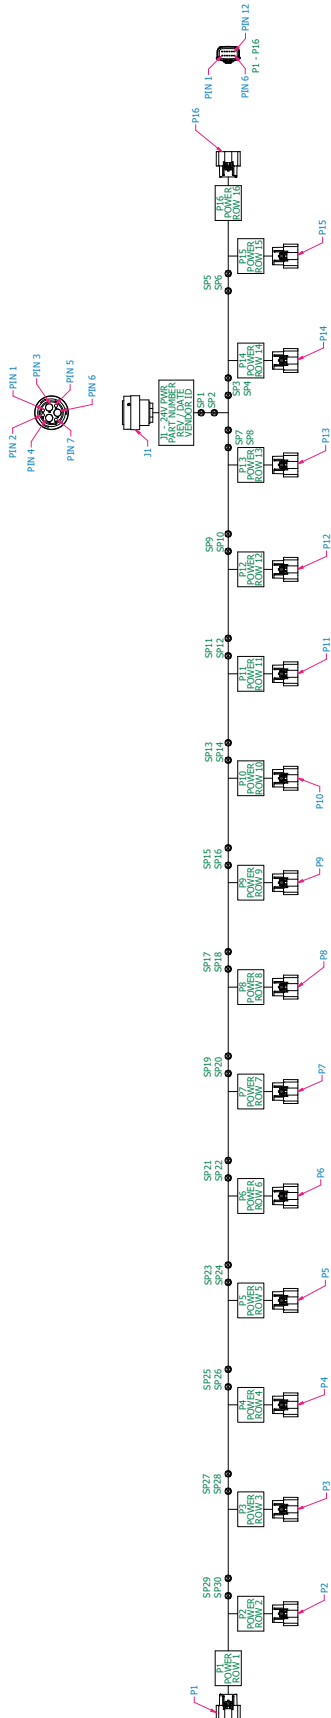 PIN 12
PIN 1
PIN 6
P1 - P16
P16
P16
POWER
ROW 16
P15
POWER
ROW 15
P15
SP5
SP6
PIN 1
PIN 3
PIN 5
PIN 6
PIN 2
PIN 4
PIN 7
J1
J1 - 24V PWR
PART NUMBER
REV / DATE
VENDOR ID
SP1
SP2
P14
POWER
ROW 14
P14
SP3
SP4
SP7
SP8
P13
POWER
ROW 13
P13
SP9
SP10
P12
POWER
ROW 12
P12
SP11
SP12
P11
POWER
ROW 11
P11
SP13
SP14
P10
POWER
ROW 10
P10
SP15
SP16
P9
POWER
ROW 9
P9
SP17
SP18
P8
POWER
ROW 8
P8
SP19
SP20
P7
POWER
ROW 7
P7
SP21
SP22
P6
POWER
ROW 6
P6
SP23
SP24
P5
POWER
ROW 5
P5
SP25
SP26
P4
POWER
ROW 4
P4
SP27
SP28
P3
POWER
ROW 3
P3
SP29
SP30
P2
POWER
ROW 2
P2
P1
POWER
ROW 1
P1